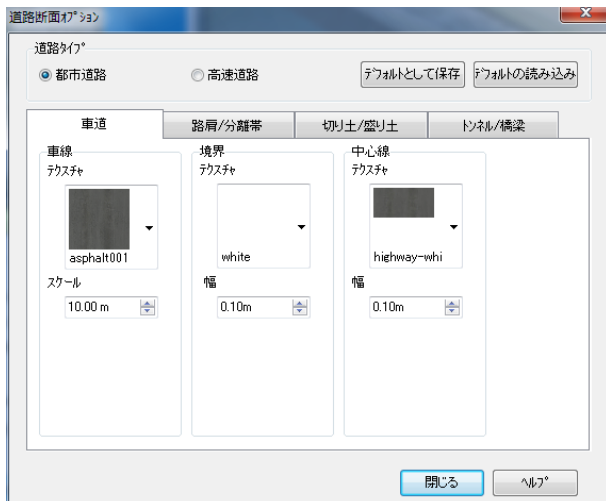 道路断面ｵﾌﾟｼｮﾝ
道路ﾀｲﾌﾟ
都市道路
高速道路
ﾃﾞﾌｫﾙﾄとして保存
ﾃﾞﾌｫﾙﾄの読み込み
車道
路肩/分離帯
切り土/盛り土
ﾄﾝﾈﾙ/橋梁
車線
ﾃｸｽﾁｬ
asphalt001
ｽｹｰﾙ
10.00 m
境界
ﾃｸｽﾁｬ
white
幅
0.10m
中心線
ﾃｸｽﾁｬ
highway-whi
幅
0.10m
閉じる
ﾍﾙﾌﾟ